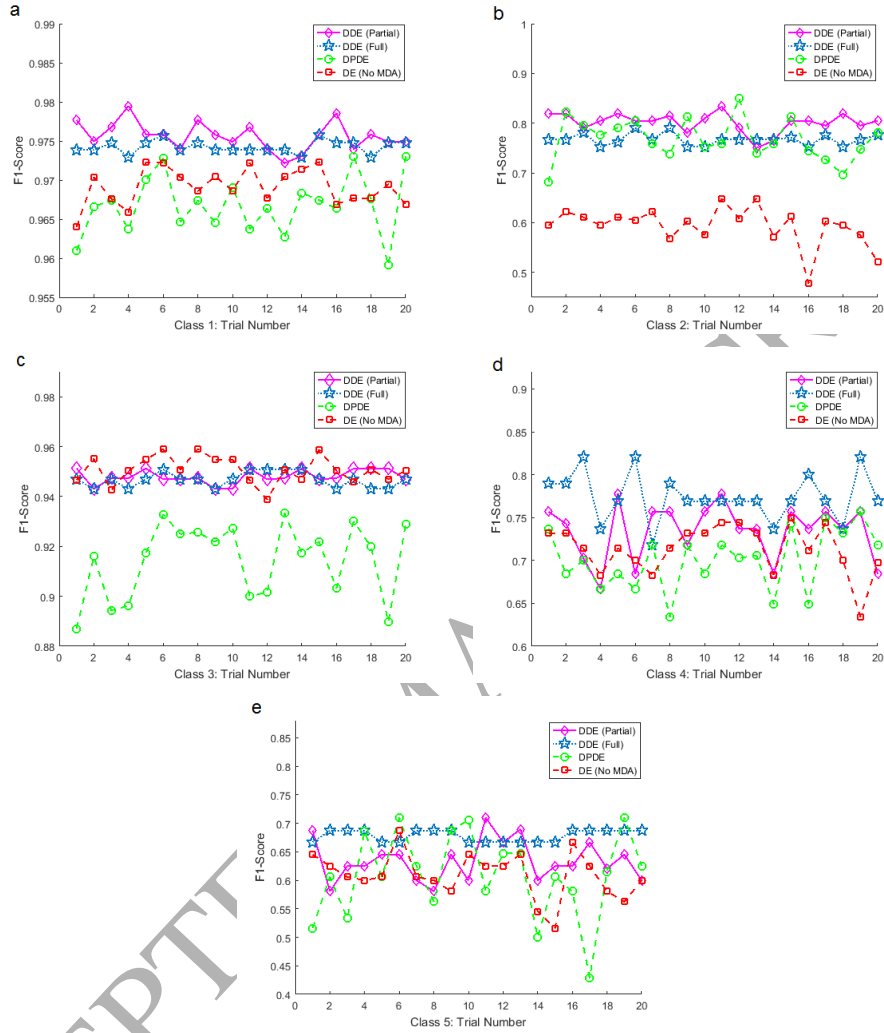 a
0.99
0.985
0.98
0.975
0.97
0.965
0.96
0.955
F1-Score
0 2 4 6 8 10 12 14 16 18 20
Class 1: Trial Number
DDE (Partial)
DDE (Full)
DPDE
DE (No MDA)
b
1
0.9
0.8
0.7
0.6
0.5
F1-Score
0 2 4 6 8 10 12 14 16 18 20
Class 2: Trial Number
DDE (Partial)
DDE (Full)
DPDE
DE (No MDA)
c
0.98
0.96
0.94
0.92
0.9
0.88
F1-Score
0 2 4 6 8 10 12 14 16 18 20
Class 3: Trial Number
DDE (Partial)
DDE (Full)
DPDE
DE (No MDA)
d
0.9
0.85
0.8
0.75
0.7
0.65
0.6
F1-Score
0 2 4 6 8 10 12 14 16 18 20
Class 4: Trial Number
DDE (Partial)
DDE (Full)
DPDE
DE (No MDA)
e
0.85
0.8
0.75
0.7
0.65
0.6
0.55
0.5
0.45
0.4
F1-Score
0 2 4 6 8 10 12 14 16 18 20
Class 5: Trial Number
DDE (Partial)
DDE (Full)
DPDE
DE (No MDA)